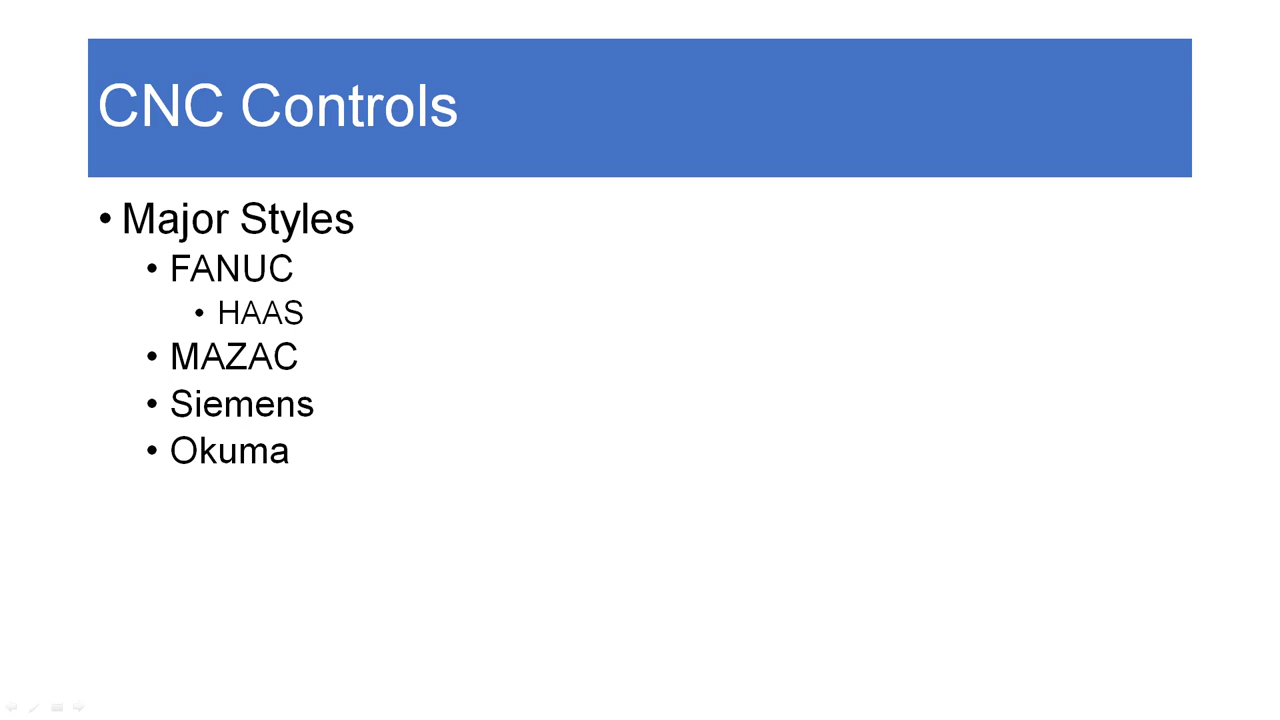 CNC Controls
• Major Styles
• FANUC
• HAAS
• MAZAC
• Siemens
• Okuma